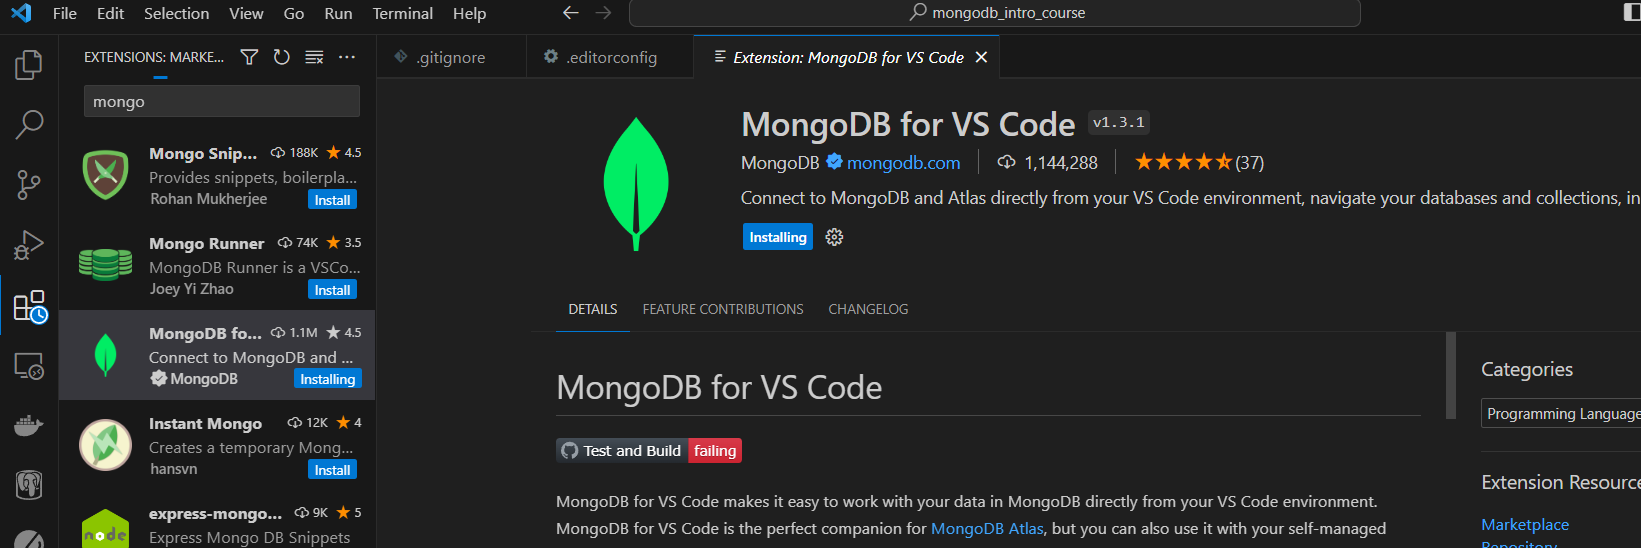 File Edit Selection View Go Run Terminal Help mongodb_intro_course
EXTENSIONS: MARKE...
mongo
Mongo Snip... 188K 4.5
Provides snippets, boilerpla...
Rohan Mukherjee Install
Mongo Runner 74K 3.5
MongoDB Runner is a VSCo...
Joey Yi Zhao Install
MongoDB fo... 1.1M 4.5
Connect to MongoDB and ...
MongoDB Installing
Instant Mongo 12K 4
Creates a temporary Mong...
hansvn Install
express-mongo... 9K 5
Express Mongo DB Snippets
node
.gitignore .editorconfig Extension: MongoDB for VS Code
MongoDB for VS Code v1.3.1
MongoDB mongodb.com 1,144,288 (37)
Connect to MongoDB and Atlas directly from your VS Code environment, navigate your databases and collections, in
Installing
DETAILS FEATURE CONTRIBUTIONS CHANGELOG
MongoDB for VS Code
Test and Build failing
MongoDB for VS Code makes it easy to work with your data in MongoDB directly from your VS Code environment.
MongoDB for VS Code is the perfect companion for MongoDB Atlas, but you can also use it with your self-managed
Categories
Programming Language
Extension Resource
Marketplace
Repository